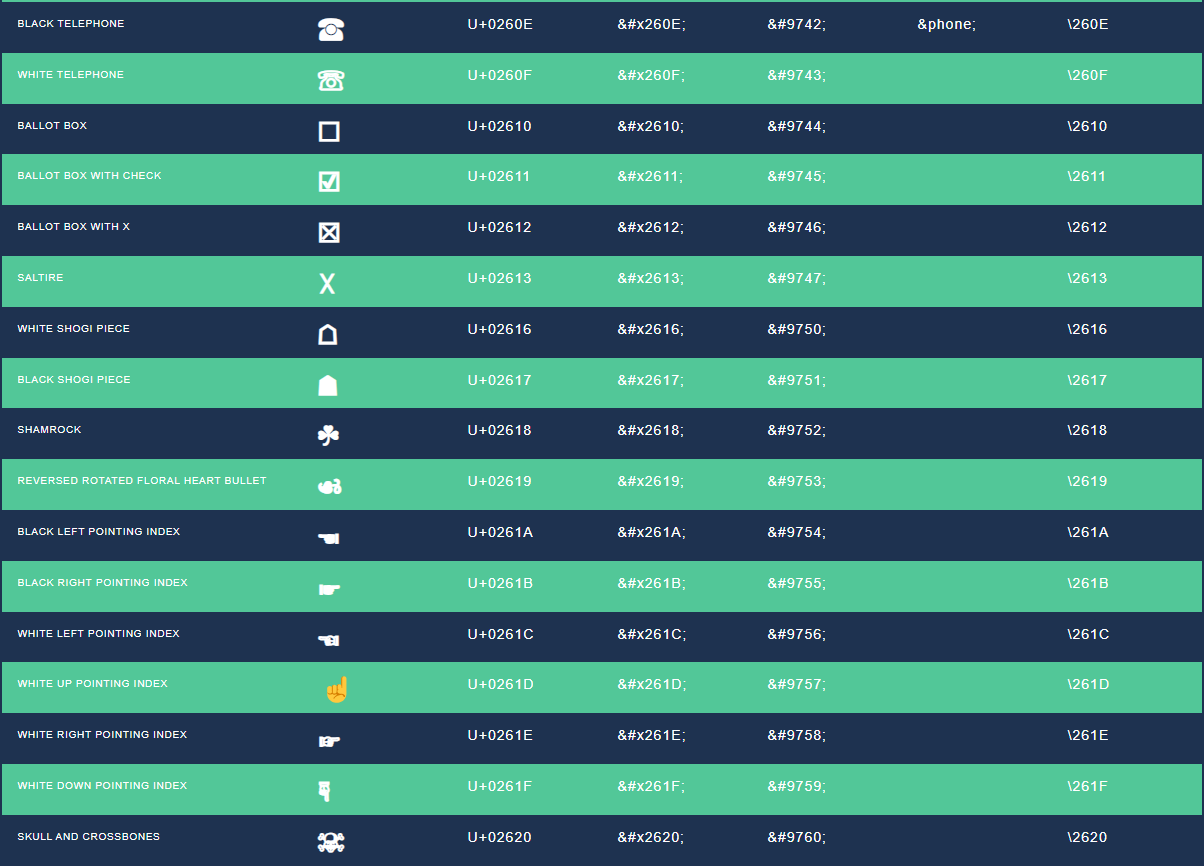 BLACK TELEPHONE ☎ U+0260E &#x260E; &#9742; &phone; \260E
WHITE TELEPHONE ☏ U+0260F &#x260F; &#9743; \260F
BALLOT BOX ☐ U+02610 &#x2610; &#9744; \2610
BALLOT BOX WITH CHECK ☑ U+02611 &#x2611; &#9745; \2611
BALLOT BOX WITH X ☒ U+02612 &#x2612; &#9746; \2612
SALTIRE ☓ U+02613 &#x2613; &#9747; \2613
WHITE SHOGI PIECE ☖ U+02616 &#x2616; &#9750; \2616
BLACK SHOGI PIECE ☗ U+02617 &#x2617; &#9751; \2617
SHAMROCK ☘ U+02618 &#x2618; &#9752; \2618
REVERSED ROTATED FLORAL HEART BULLET ☙ U+02619 &#x2619; &#9753; \2619
BLACK LEFT POINTING INDEX ☚ U+0261A &#x261A; &#9754; \261A
BLACK RIGHT POINTING INDEX ☛ U+0261B &#x261B; &#9755; \261B
WHITE LEFT POINTING INDEX ☜ U+0261C &#x261C; &#9756; \261C
WHITE UP POINTING INDEX ☝ U+0261D &#x261D; &#9757; \261D
WHITE RIGHT POINTING INDEX ☞ U+0261E &#x261E; &#9758; \261E
WHITE DOWN POINTING INDEX ☟ U+0261F &#x261F; &#9759; \261F
SKULL AND CROSSBONES ☠ U+02620 &#x2620; &#9760; \2620